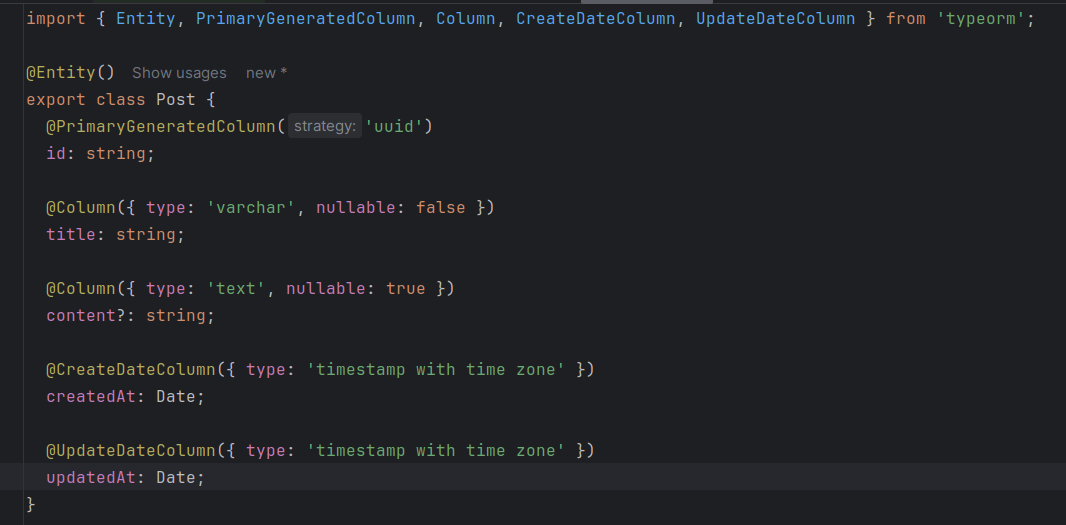 import { Entity, PrimaryGeneratedColumn, Column, CreateDateColumn, UpdateDateColumn } from 'typeorm';
@Entity() Show usages new *
export class Post {
@PrimaryGeneratedColumn( strategy: 'uuid')
id: string;
@Column({ type: 'varchar', nullable: false })
title: string;
@Column({ type: 'text', nullable: true })
content?: string;
@CreateDateColumn({ type: 'timestamp with time zone' })
createdAt: Date;
@UpdateDateColumn({ type: 'timestamp with time zone' })
updatedAt: Date;
}